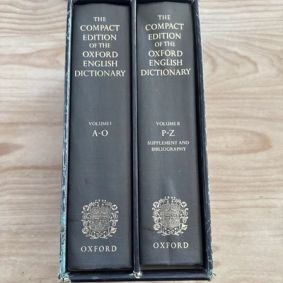 THE
COMPACT
EDITION
OF THE
OXFORD
ENGLISH
DICTIONARY
VOLUME I
A-O
OXFORD
THE
COMPACT
EDITION
OF THE
OXFORD
ENGLISH
DICTIONARY
VOLUME II
P-Z
SUPPLEMENT AND
BIBLIOGRAPHY
OXFORD